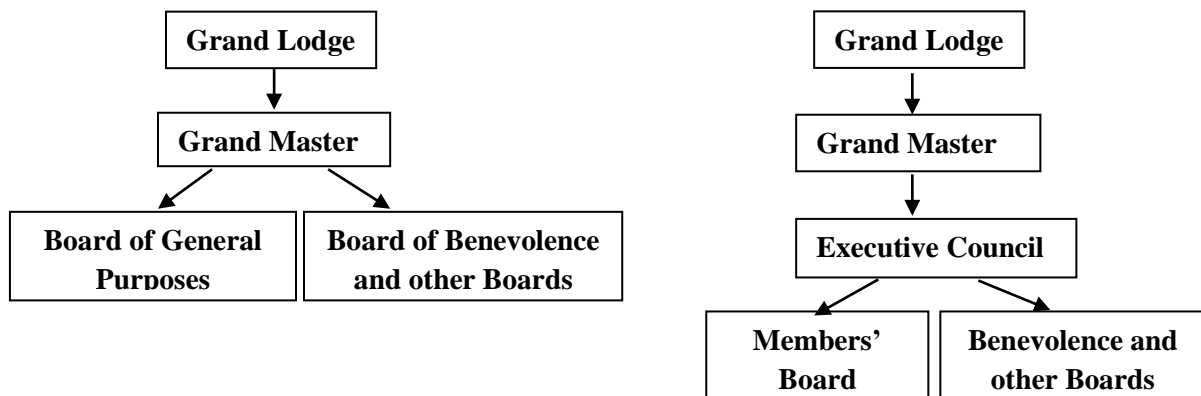 Grand Lodge
Grand Master
Board of General
Purposes
Board of Benevolence
and other Boards
Grand Lodge
Grand Master
Executive Council
Members’
Board
Benevolence and
other Boards